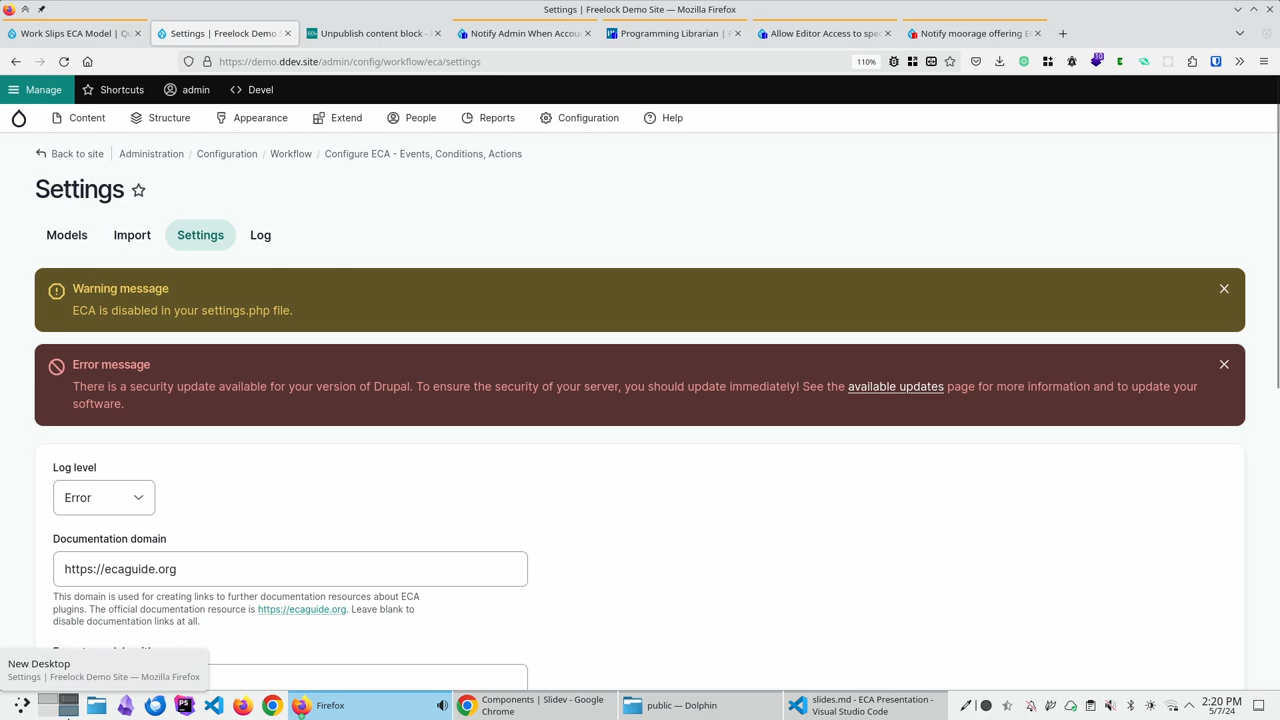 Settings | Freelock Demo Site — Mozilla Firefox
Work Slips ECA Model | Qu
Settings | Freelock Demo S
Unpublish content block -
Notify Admin When Accou
Programming Librarian | P
Allow Editor Access to spe
Notify moorage offering E
https://demo.ddev.site/admin/config/workflow/eca/settings
110%
10
Manage
Shortcuts
admin
Devel
Content
Structure
Appearance
Extend
People
Reports
Configuration
Help
Back to site
Administration / Configuration / Workflow / Configure ECA - Events, Conditions, Actions
Settings
Models
Import
Settings
Log
Warning message
ECA is disabled in your settings.php file.
Error message
There is a security update available for your version of Drupal. To ensure the security of your server, you should update immediately! See the available updates page for more information and to update your
software.
Log level
Error
Documentation domain
https://ecaguide.org
This domain is used for creating links to further documentation resources about ECA
plugins. The official documentation resource is https://ecaguide.org. Leave blank to
disable documentation links at all.
New Desktop
Settings | Freelock Demo Site — Mozilla Firefox
Firefox
Components | Slidev - Google
Chrome
public — Dolphin
slides.md - ECA Presentation -
Visual Studio Code
2:20 PM
5/7/24